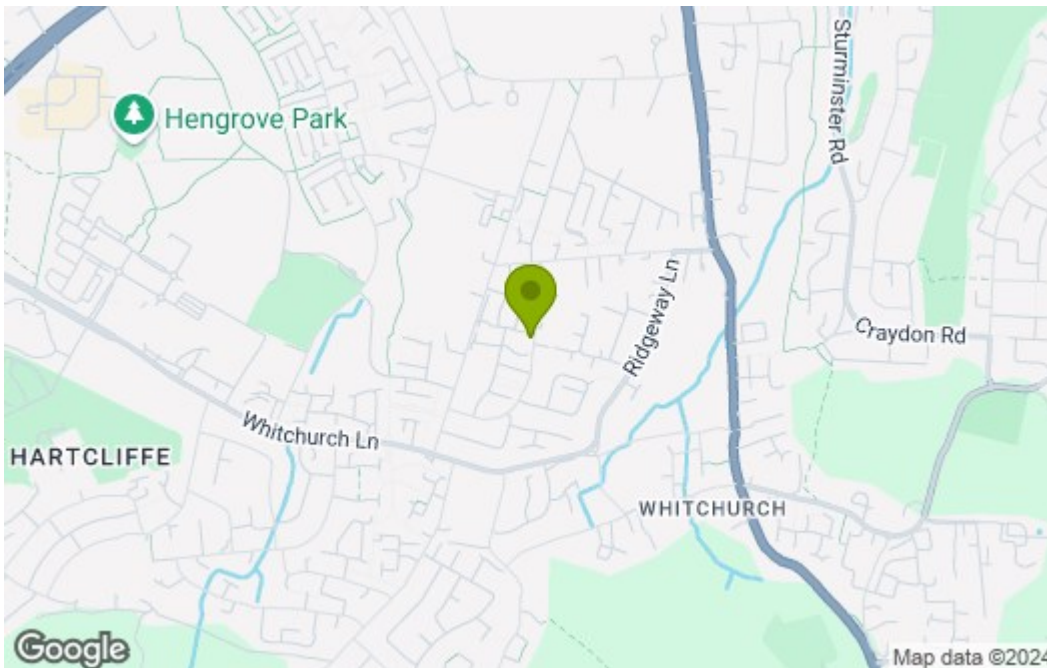 Sturminster Rd
Hengrove Park
Ridgeway Ln
Craydon Rd
Whitchurch Ln
HARTCLIFFE
WHITCHURCH
Google
Map data ©2024